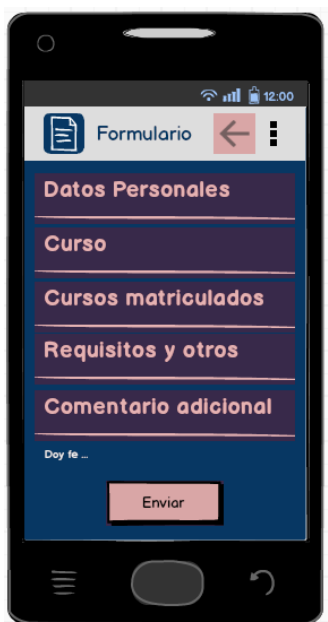 12:00
Formulario
Datos Personales
Curso
Cursos matriculados
Requisitos y otros
Comentario adicional
Doy fe ...
Enviar